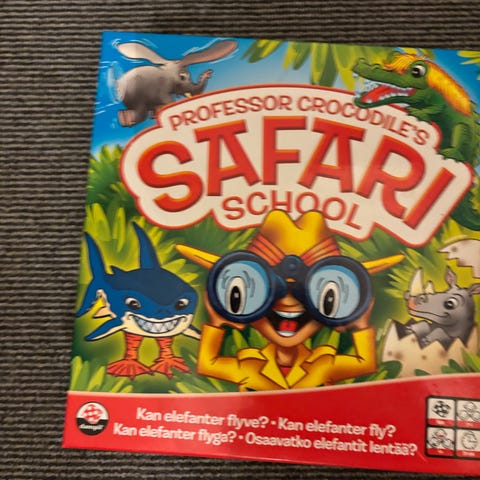 PROFESSOR CROCODILE'S
SAFARI
SCHOOL
Kan elefanter flyve? • Kan elefanter fly?
Kan elefanter flyga? • Osaavatko elefantit lentää?